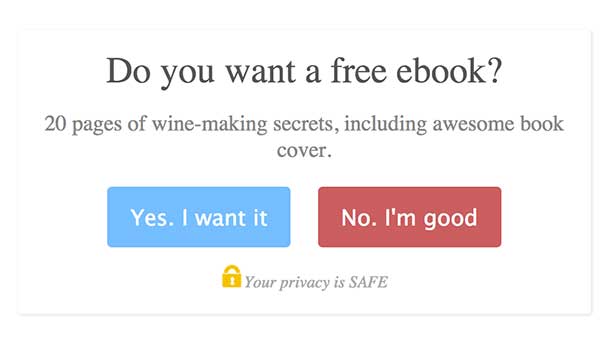 Do you want a free ebook?
20 pages of wine-making secrets, including awesome book
cover.
Yes. I want it
No. I'm good
Your privacy is SAFE